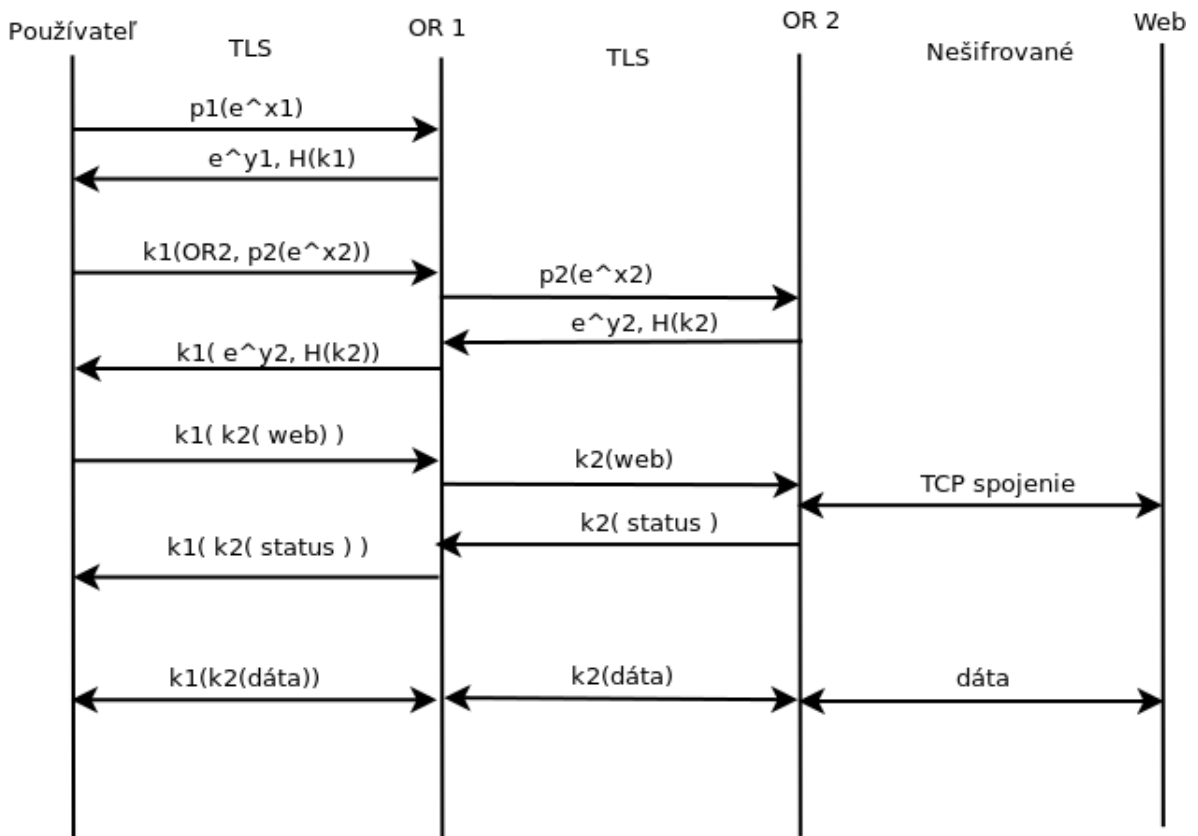 Používateľ
TLS
OR 1
TLS
OR 2
Nešifrované
Web
p1(e^x1)
e^y1, H(k1)
k1(OR2, p2(e^x2))
p2(e^x2)
e^y2, H(k2)
k1( e^y2, H(k2))
k1( k2( web) )
k2(web)
TCP spojenie
k2( status )
k1( k2( status ) )
k1(k2(dáta))
k2(dáta)
dáta